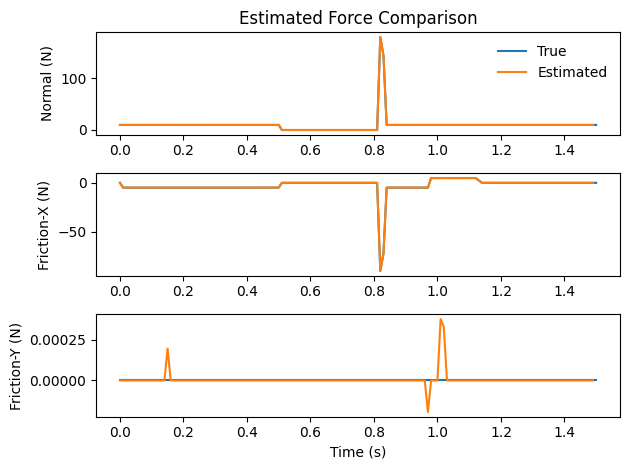 Estimated Force Comparison
Normal (N)
100
0
True
Estimated
0.0 0.2 0.4 0.6 0.8 1.0 1.2 1.4
Friction-X (N)
0
−50
0.0 0.2 0.4 0.6 0.8 1.0 1.2 1.4
Friction-Y (N)
0.00025
0.00000
0.0 0.2 0.4 0.6 0.8 1.0 1.2 1.4
Time (s)